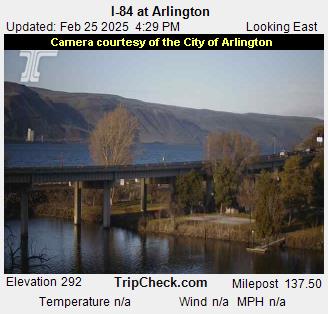 I-84 at Arlington
Updated: Feb 25 2025 4:29 PM Looking East
Camera courtesy of the City of Arlington
Elevation 292 TripCheck.com Milepost 137.50
Temperature n/a Wind n/a MPH n/a